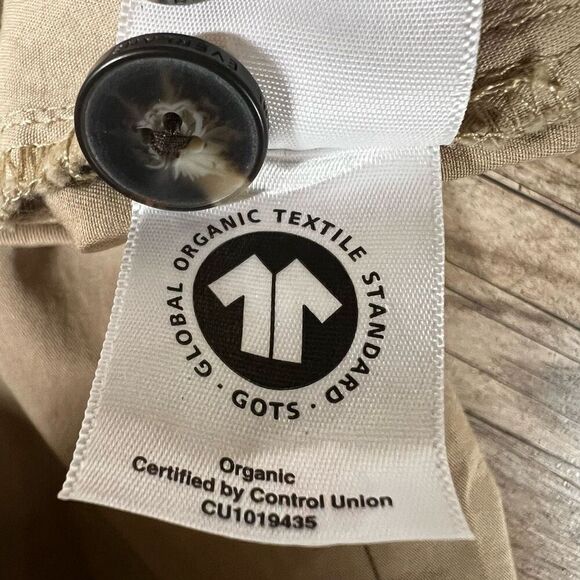 GLOBAL ORGANIC TEXTILE STANDARD · GOTS ·
Organic
Certified by Control Union
CU1019435